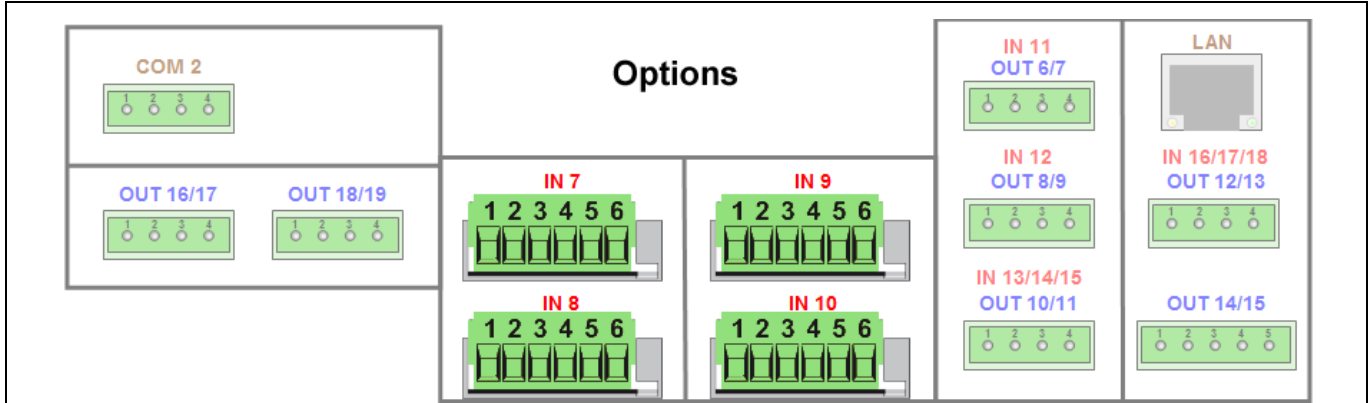 Options
COM 2
1 2 3 4
OUT 16/17 OUT 18/19
1 2 3 4 1 2 3 4
IN 7
1 2 3 4 5 6
IN 8
1 2 3 4 5 6
IN 9
1 2 3 4 5 6
IN 10
1 2 3 4 5 6
IN 11
OUT 6/7
1 2 3 4
IN 12
OUT 8/9
1 2 3 4
IN 13/14/15
OUT 10/11
1 2 3 4
LAN
IN 16/17/18
OUT 12/13
1 2 3 4
OUT 14/15
1 2 3 4 5